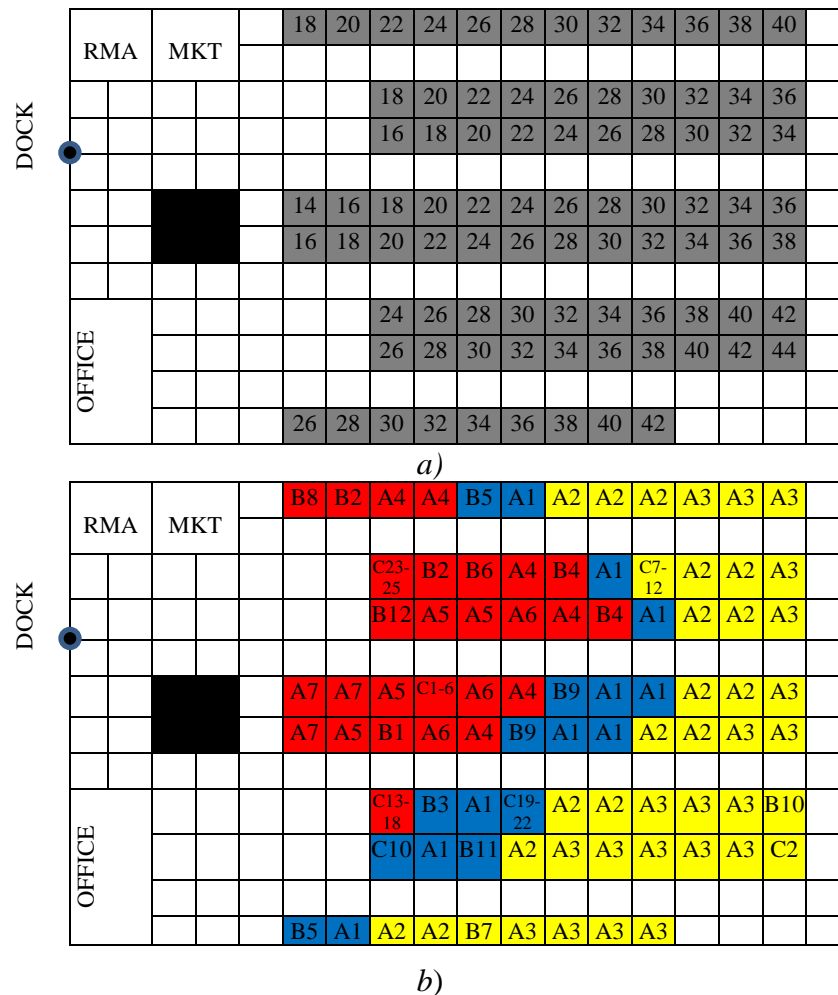 18 20 22 24 26 28 30 32 34 36 38 40
RMA MKT
18 20 22 24 26 28 30 32 34 36
DOCK
16 18 20 22 24 26 28 30 32 34
14 16 18 20 22 24 26 28 30 32 34 36
16 18 20 22 24 26 28 30 32 34 36 38
OFFICE
24 26 28 30 32 34 36 38 40 42
26 28 30 32 34 36 38 40 42 44
26 28 30 32 34 36 38 40 42
a)
B8 B2 A4 A4 B5 A1 A2 A2 A2 A3 A3 A3
RMA MKT
C23-25 B2 B6 A4 B4 A1 C7-12 A2 A2 A3
DOCK
B12 A5 A5 A6 A4 B4 A1 A2 A2 A3
A7 A7 A5 C1-6 A6 A4 B9 A1 A1 A2 A2 A3
A7 A5 B1 A6 A4 B9 A1 A1 A2 A2 A3 A3
OFFICE
C13-18 B3 A1 C19-22 A2 A2 A3 A3 A3 B10
C10 A1 B11 A2 A3 A3 A3 A3 A3 C2
B5 A1 A2 A2 B7 A3 A3 A3 A3
b)